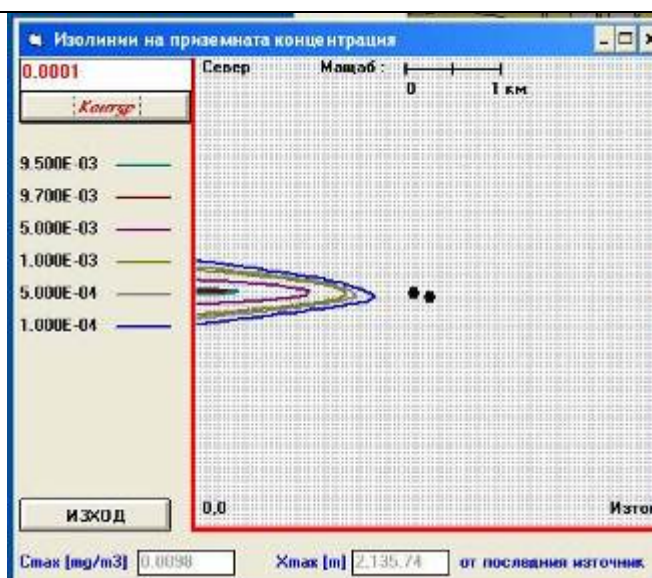 Изолинии на приземната концентрация
0.0001
Север Мащаб :
0 1 км
Контур
9.500E-03
9.700E-03
5.000E-03
1.000E-03
5.000E-04
1.000E-04
0,0 Изток
ИЗХОД
Cmax [mg/m3] 0.0098 Xmax [m] 2,135.74 от последния източник